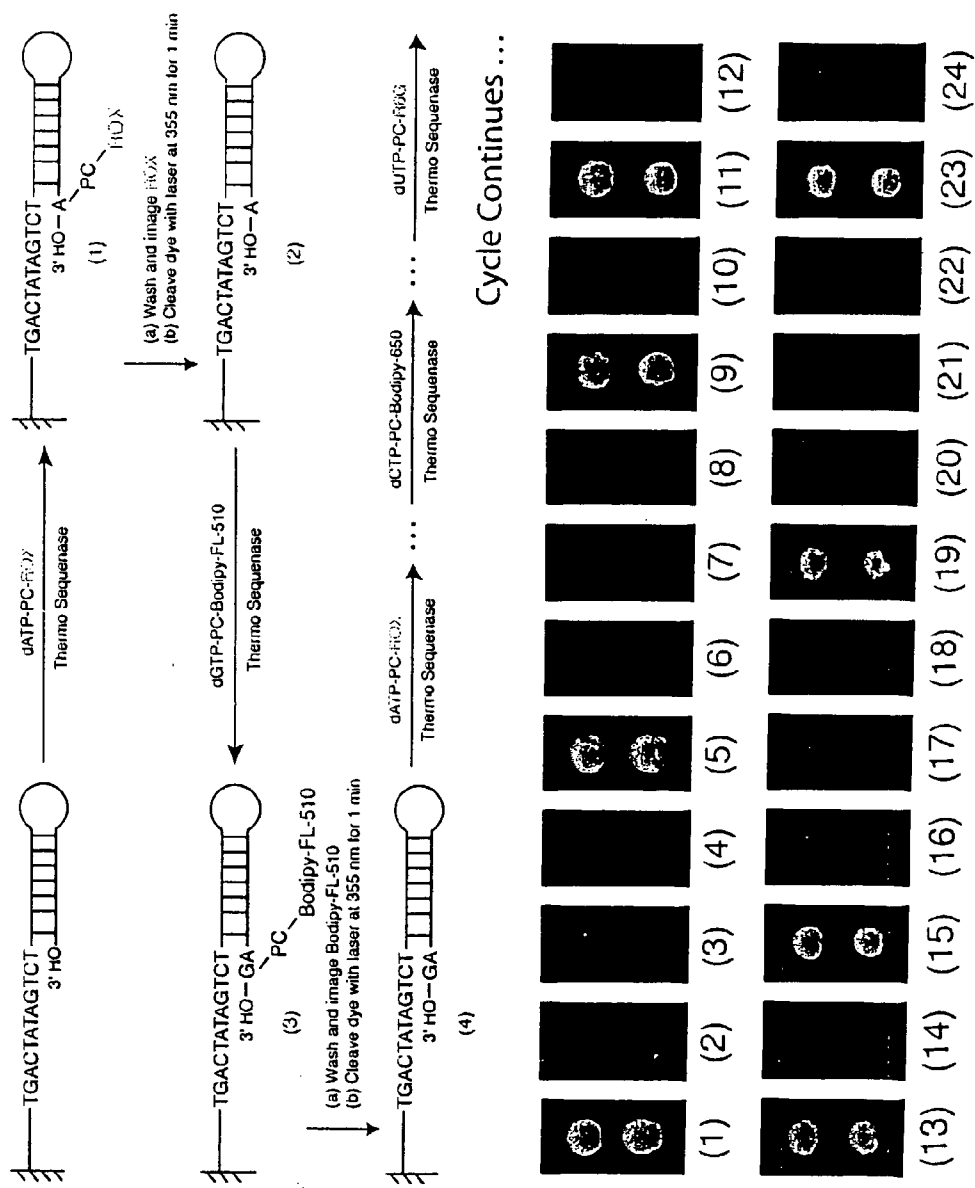 dATP-PC-ROX
Thermo Sequenase
TGACTATAGTCT
3' HO
TGACTATAGTCT
3' HO—A
PC
ROX
(1)
(a) Wash and image ROX
(b) Cleave dye with laser at 355 nm for 1 min
TGACTATAGTCT
3' HO—A
(2)
dGTP-PC-Bodipy-FL-510
Thermo Sequenase
TGACTATAGTCT
3' HO—GA
PC
Bodipy-FL-510
(3)
(a) Wash and image Bodipy-FL-510
(b) Cleave dye with laser at 355 nm for 1 min
TGACTATAGTCT
3' HO—GA
(4)
dATP-PC-ROX
Thermo Sequenase
...
dCTP-PC-Bodipy-650
Thermo Sequenase
...
dUTP-PC-R6G
Thermo Sequenase
Cycle Continues ...
(1) (2) (3) (4) (5) (6) (7) (8) (9) (10) (11) (12)
(13) (14) (15) (16) (17) (18) (19) (20) (21) (22) (23) (24)